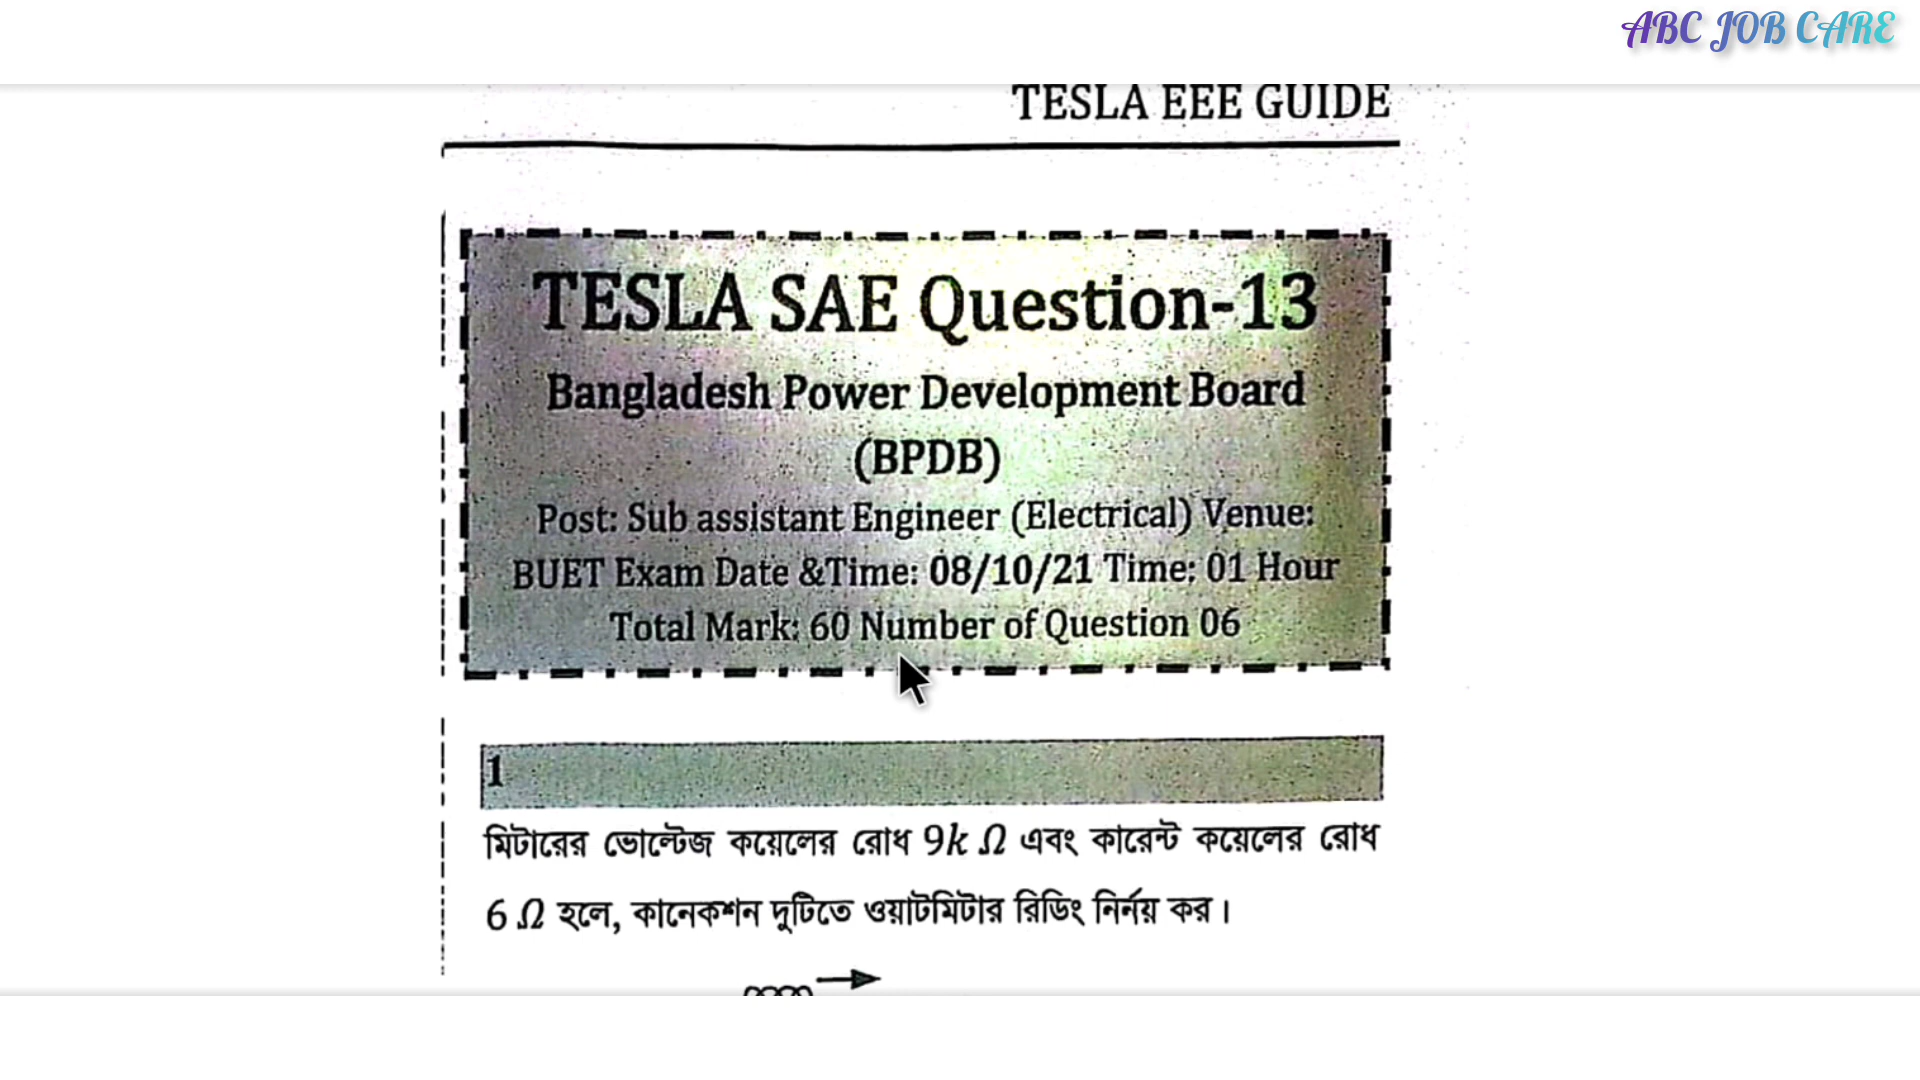 ABC JOB CARE
TESLA EEE GUIDE
TESLA SAE Question-13
Bangladesh Power Development Board
(BPDB)
Post: Sub assistant Engineer (Electrical) Venue:
BUET Exam Date &Time: 08/10/21 Time: 01 Hour
Total Mark: 60 Number of Question 06
1
মিটারের ভোল্টেজ কয়েলের রোধ 9k Ω এবং কারেন্ট কয়েলের রোধ
6 Ω হলে, কানেকশন দুটিতে ওয়াটমিটার রিডিং নির্নয় কর।